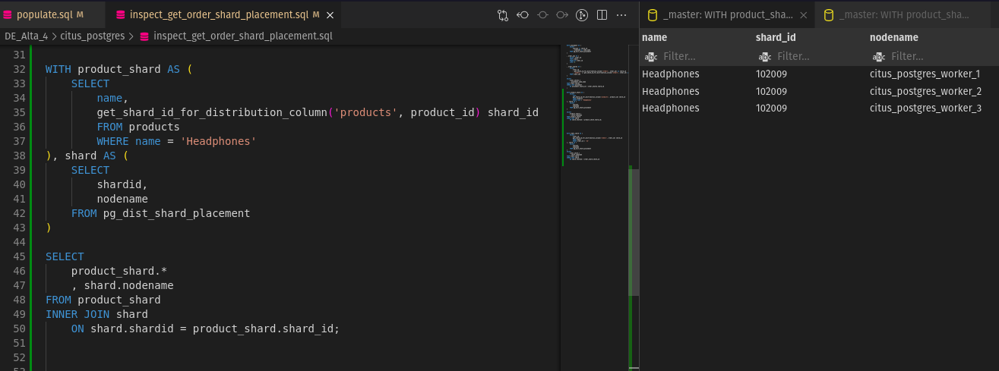 populate.sql M
inspect_get_order_shard_placement.sql M
DE_Alta_4 > citus_postgres > inspect_get_order_shard_placement.sql
31
32 WITH product_shard AS (
33 SELECT
34 name,
35 get_shard_id_for_distribution_column('products', product_id) shard_id
36 FROM products
37 WHERE name = 'Headphones'
38 ), shard AS (
39 SELECT
40 shardid,
41 nodename
42 FROM pg_dist_shard_placement
43 )
44
45 SELECT
46 product_shard.*
47 , shard.nodename
48 FROM product_shard
49 INNER JOIN shard
50 ON shard.shardid = product_shard.shard_id;
51
52
_master: WITH product_sha...
_master: WITH product_sha...
name shard_id nodename
abc Filter... abc Filter... abc Filter...
Headphones 102009 citus_postgres_worker_1
Headphones 102009 citus_postgres_worker_2
Headphones 102009 citus_postgres_worker_3